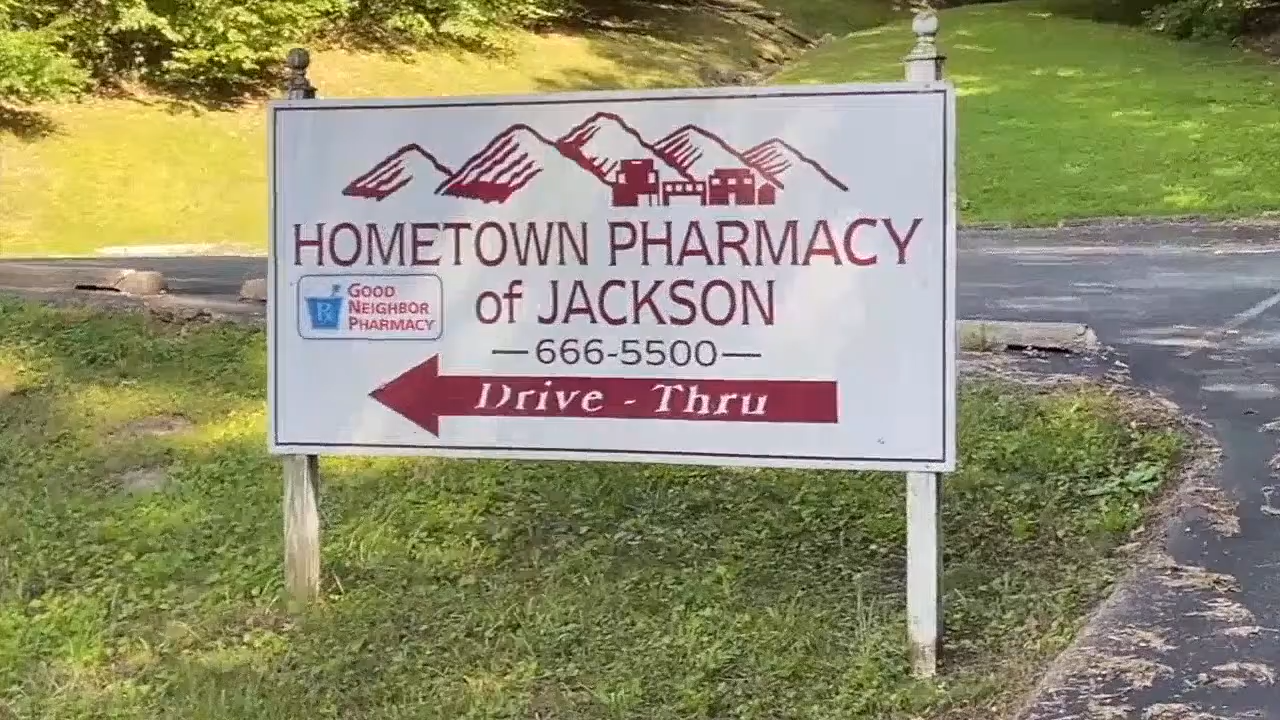 HOMETOWN PHARMACY
of JACKSON
GOOD
NEIGHBOR
PHARMACY
666-5500
Drive - Thru